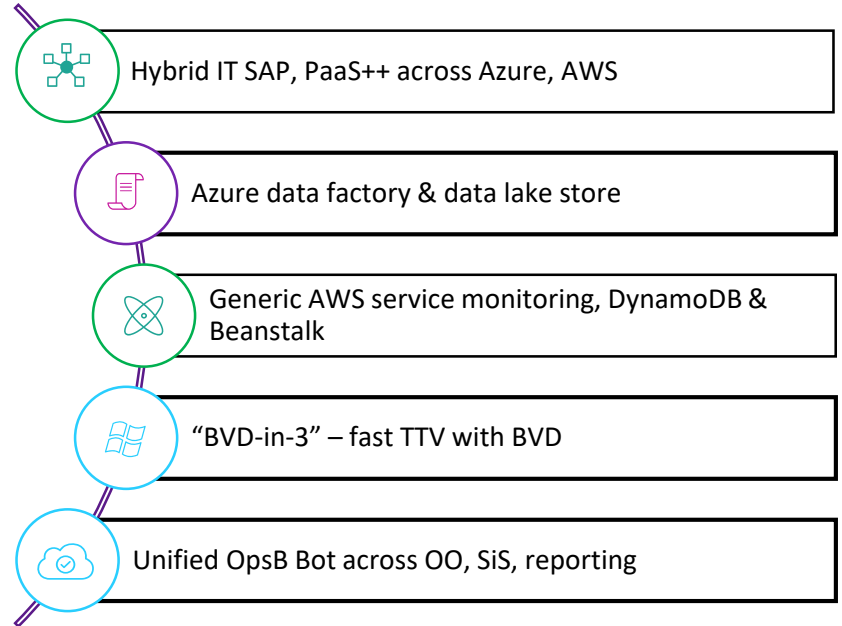 Hybrid IT SAP, PaaS++ across Azure, AWS
Azure data factory & data lake store
Generic AWS service monitoring, DynamoDB &
Beanstalk
“BVD-in-3” – fast TTV with BVD
Unified OpsB Bot across OO, SiS, reporting